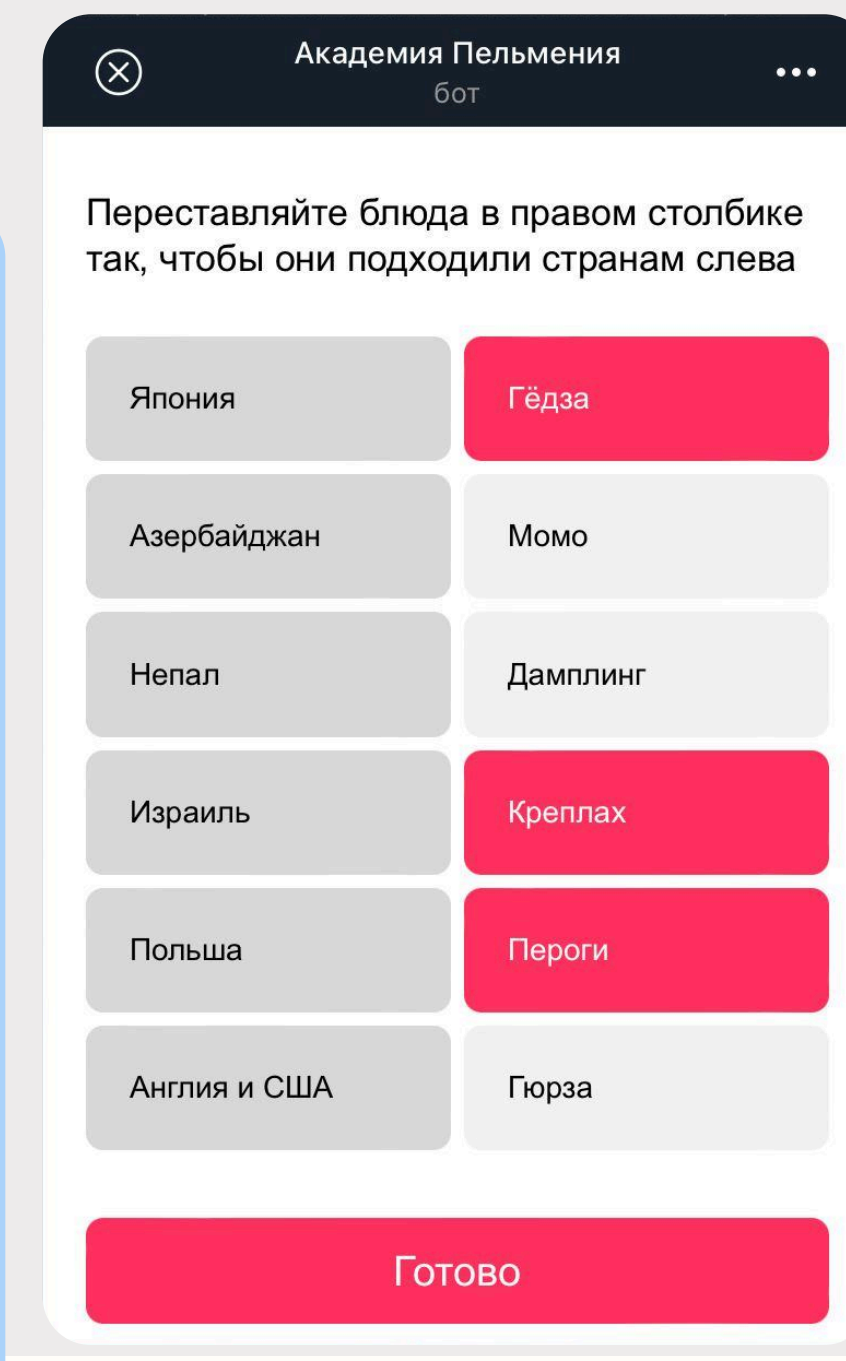 Академия Пельмения
бот
Переставляйте блюда в правом столбике
так, чтобы они подходили странам слева
Япония
Гёдза
Азербайджан
Момо
Непал
Дамплинг
Израиль
Креплах
Польша
Пероги
Англия и США
Гюрза
Готово